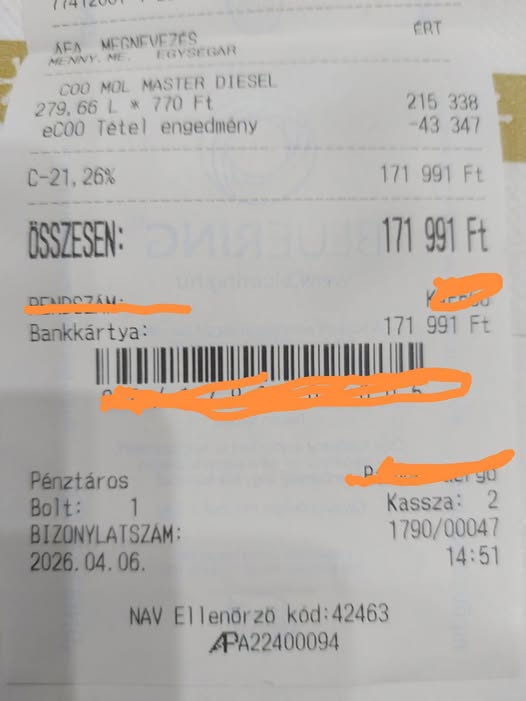 ÉRT
ÁFA MEGNEVEZÉS
MENNY. ME. EGYSÉGÁR
C00 MOL MASTER DIESEL
279,66 L * 770 Ft 215 338
eC00 Tétel engedmény -43 347
C-21,26% 171 991 Ft
ÖSSZESEN: 171 991 Ft
RENDSZÁM:
Bankkártya: 171 991 Ft
Pénztáros
Bolt: 1 Kassza: 2
BIZONYLATSZÁM: 1790/00047
2026.04.06. 14:51
NAV Ellenőrző kód:42463
APA22400094